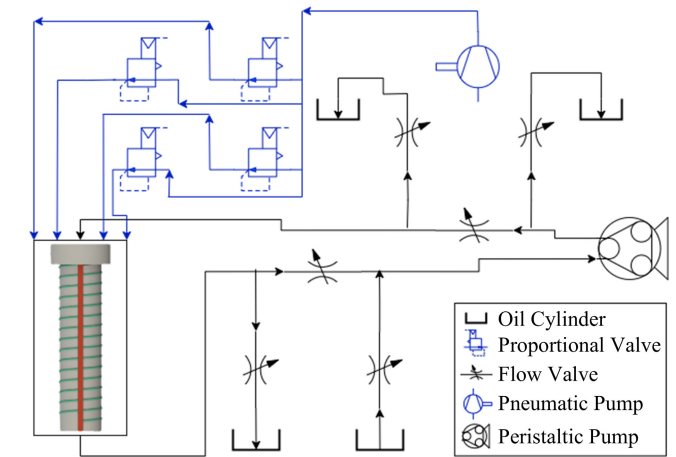 Oil Cylinder
Proportional Valve
Flow Valve
Pneumatic Pump
Peristaltic Pump